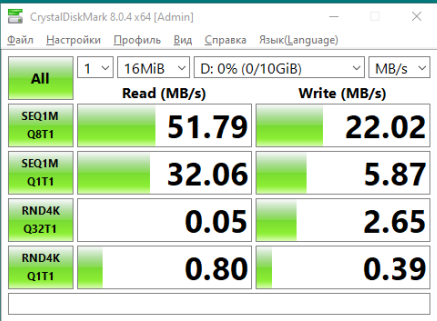 CrystalDiskMark 8.0.4 x64 [Admin]
Файл Настройки Профиль Вид Справка Язык(Language)
All 1 16MiB D: 0% (0/10GiB) MB/s
Read (MB/s) Write (MB/s)
SEQ1M
Q8T1 51.79 22.02
SEQ1M
Q1T1 32.06 5.87
RND4K
Q32T1 0.05 2.65
RND4K
Q1T1 0.80 0.39